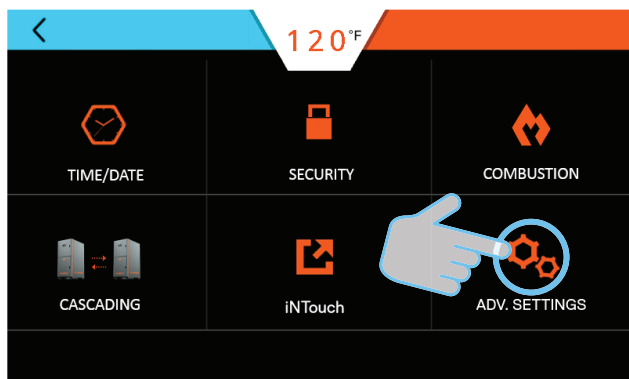 120°F
TIME/DATE
SECURITY
COMBUSTION
CASCADING
iNTouch
ADV. SETTINGS